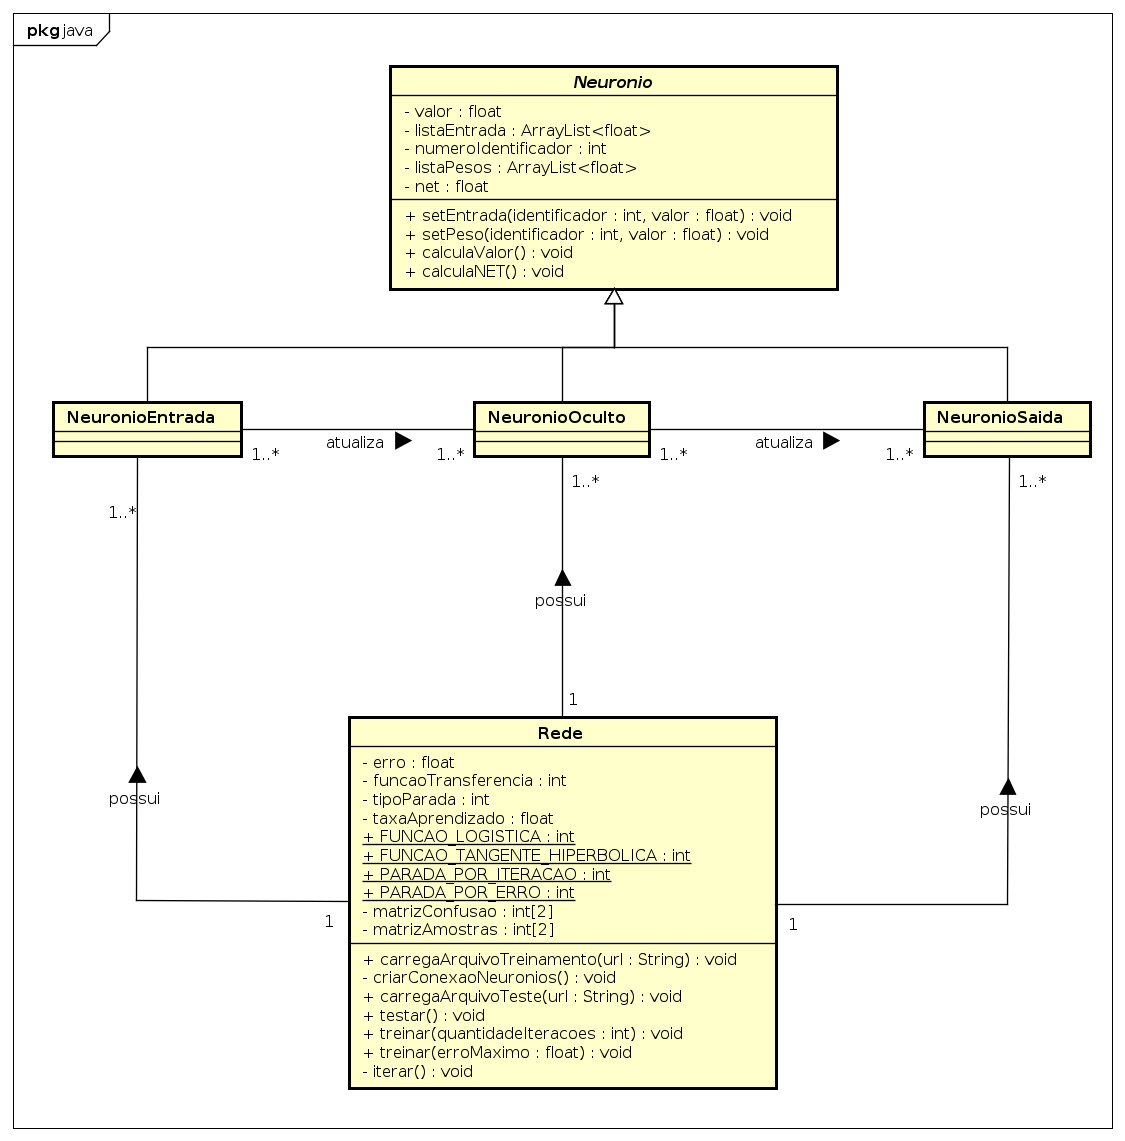 pkg java
Neuronio
- valor : float
- listaEntrada : ArrayList<float>
- numeroIdentificador : int
- listaPesos : ArrayList<float>
- net : float
+ setEntrada(identificador : int, valor : float) : void
+ setPeso(identificador : int, valor : float) : void
+ calculaValor() : void
+ calculaNET() : void
NeuronioEntrada
NeuronioOculto
NeuronioSaida
1..*
atualiza
1..*
1..*
atualiza
1..*
1..*
1..*
1..*
possui
possui
possui
1
1
1
Rede
- erro : float
- funcaoTransferencia : int
- tipoParada : int
- taxaAprendizado : float
+ FUNCAO_LOGISTICA : int
+ FUNCAO_TANGENTE_HIPERBOLICA : int
+ PARADA_POR_ITERACAO : int
+ PARADA_POR_ERRO : int
- matrizConfusao : int[2]
- matrizAmostras : int[2]
+ carregaArquivoTreinamento(url : String) : void
- criarConexaoNeuronios() : void
+ carregaArquivoTeste(url : String) : void
+ testar() : void
+ treinar(quantidadeIteracoes : int) : void
+ treinar(erroMaximo : float) : void
- iterar() : void